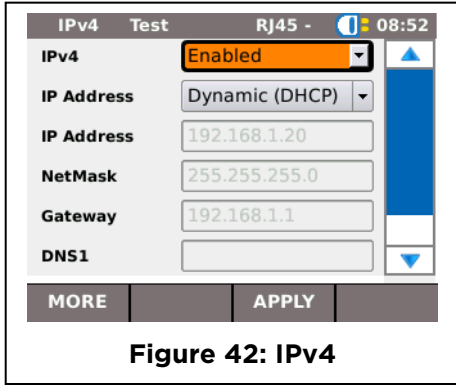 IPv4 Test RJ45 - 08:52
IPv4 Enabled
IP Address Dynamic (DHCP)
IP Address 192.168.1.20
NetMask 255.255.255.0
Gateway 192.168.1.1
DNS1
MORE APPLY
Figure 42: IPv4